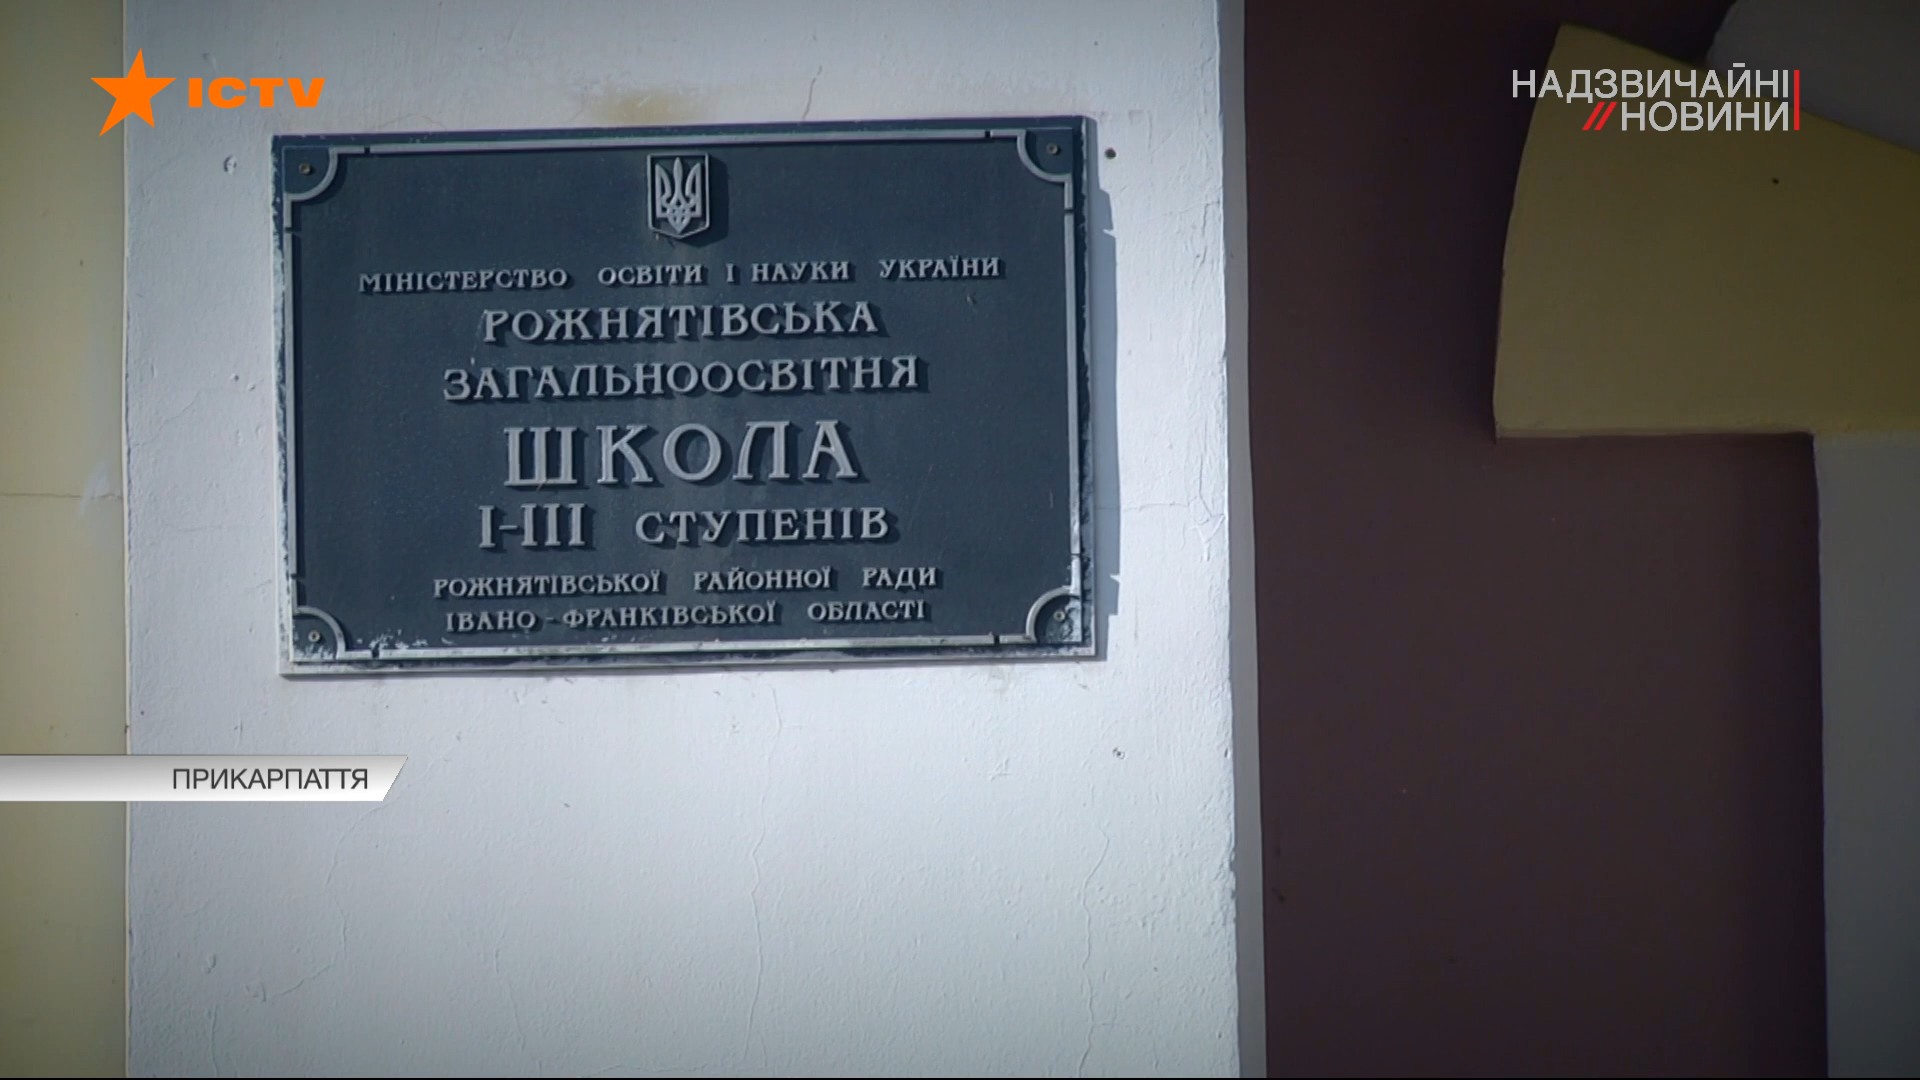 ICTV
НАДЗВИЧАЙНІ
//НОВИНИ
МІНІСТЕРСТВО ОСВІТИ І НАУКИ УКРАЇНИ
РОЖНЯТІВСЬКА
ЗАГАЛЬНООСВІТНЯ
ШКОЛА
І-ІІІ СТУПЕНІВ
РОЖНЯТІВСЬКОЇ РАЙОННОЇ РАДИ
ІВАНО-ФРАНКІВСЬКОЇ ОБЛАСТІ
ПРИКАРПАТТЯ